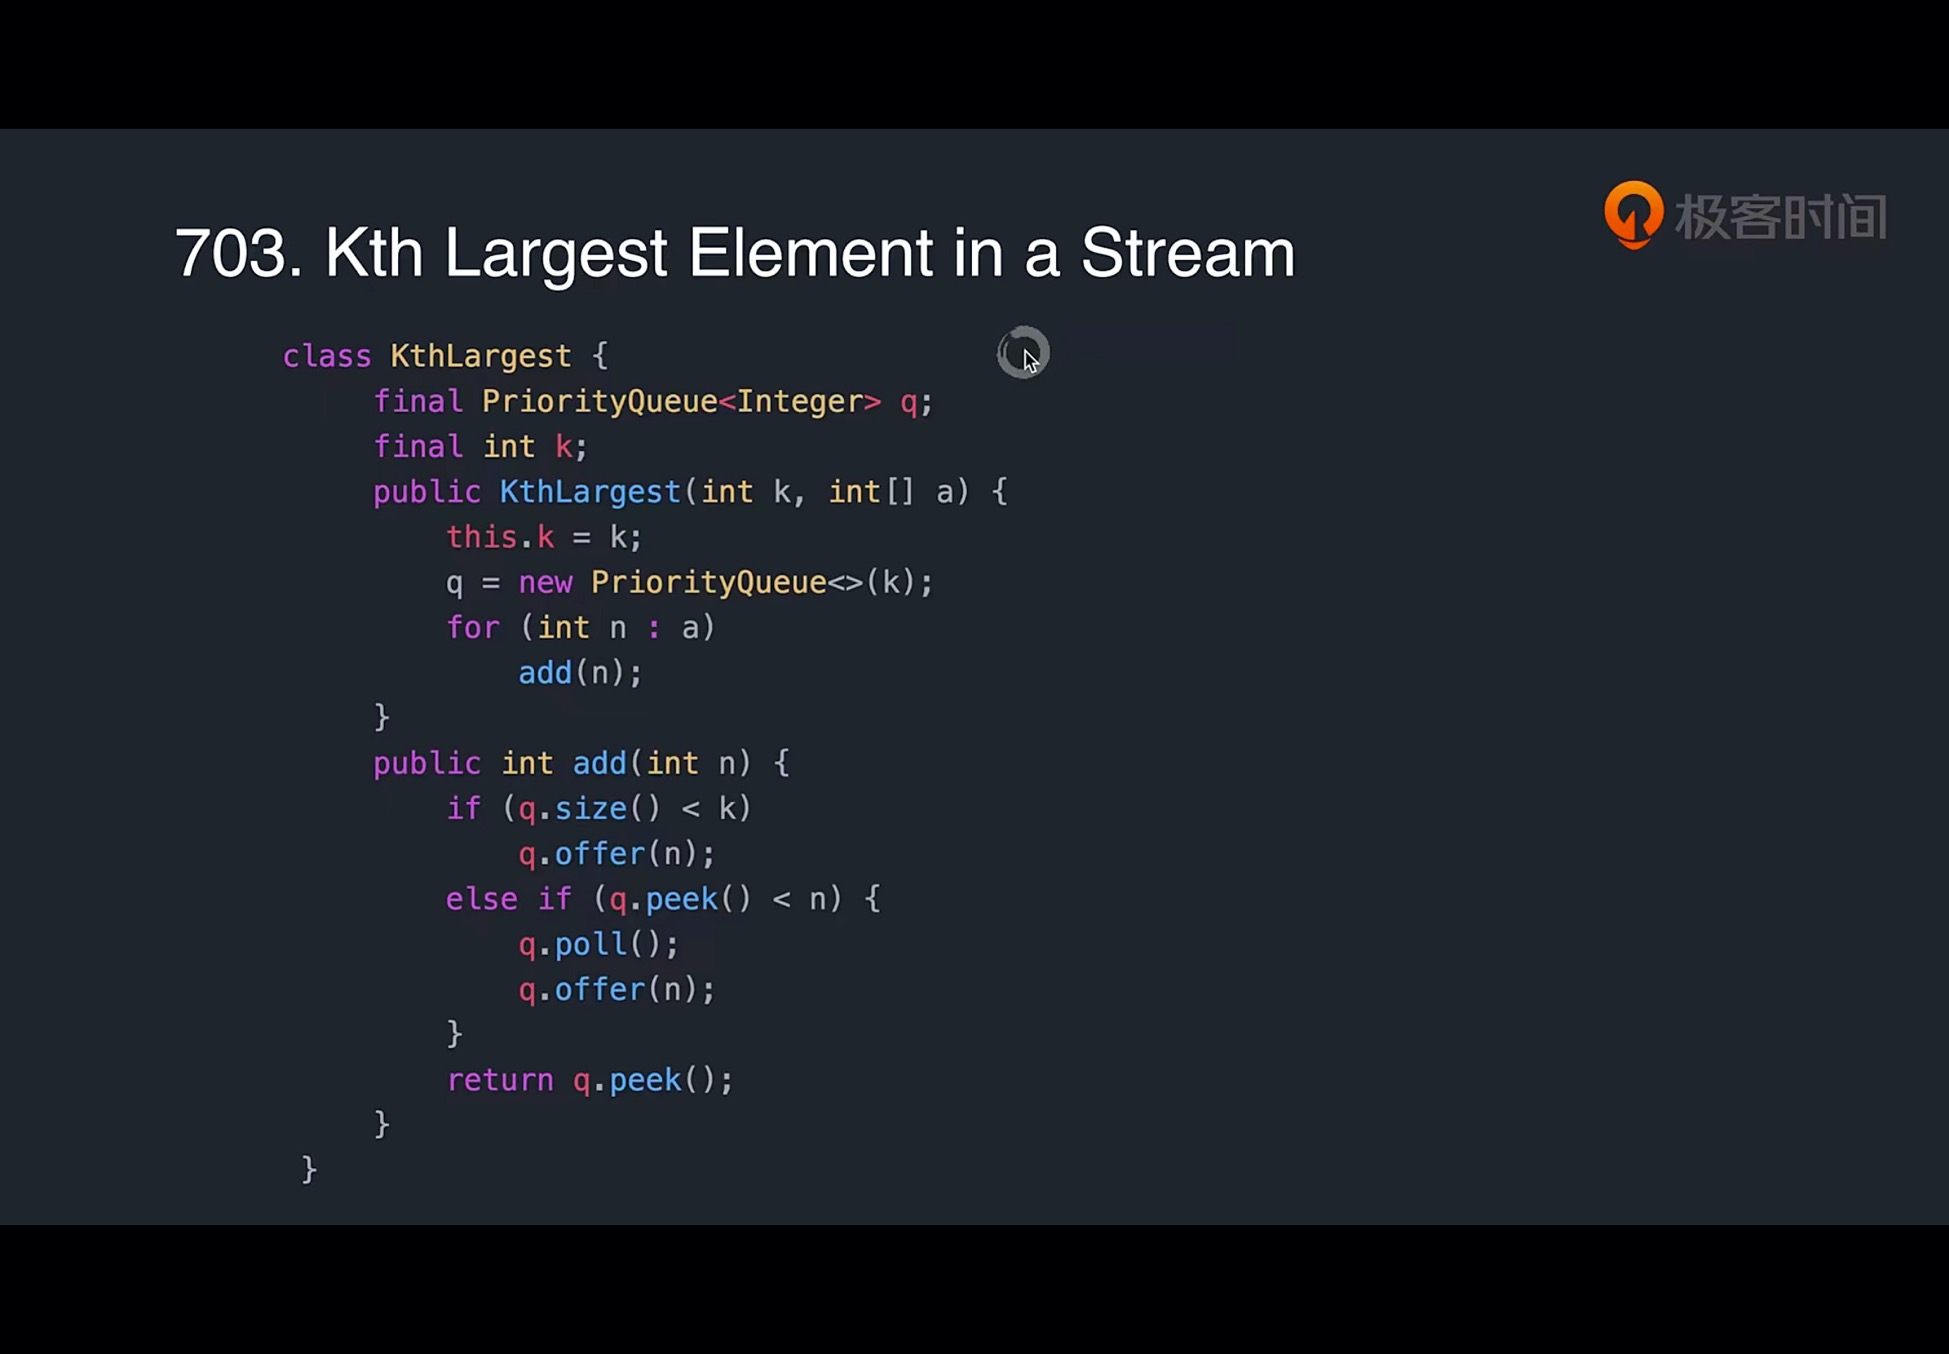 极客时间
703. Kth Largest Element in a Stream
class KthLargest {
final PriorityQueue<Integer> q;
final int k;
public KthLargest(int k, int[] a) {
this.k = k;
q = new PriorityQueue<>(k);
for (int n : a)
add(n);
}
public int add(int n) {
if (q.size() < k)
q.offer(n);
else if (q.peek() < n) {
q.poll();
q.offer(n);
}
return q.peek();
}
}